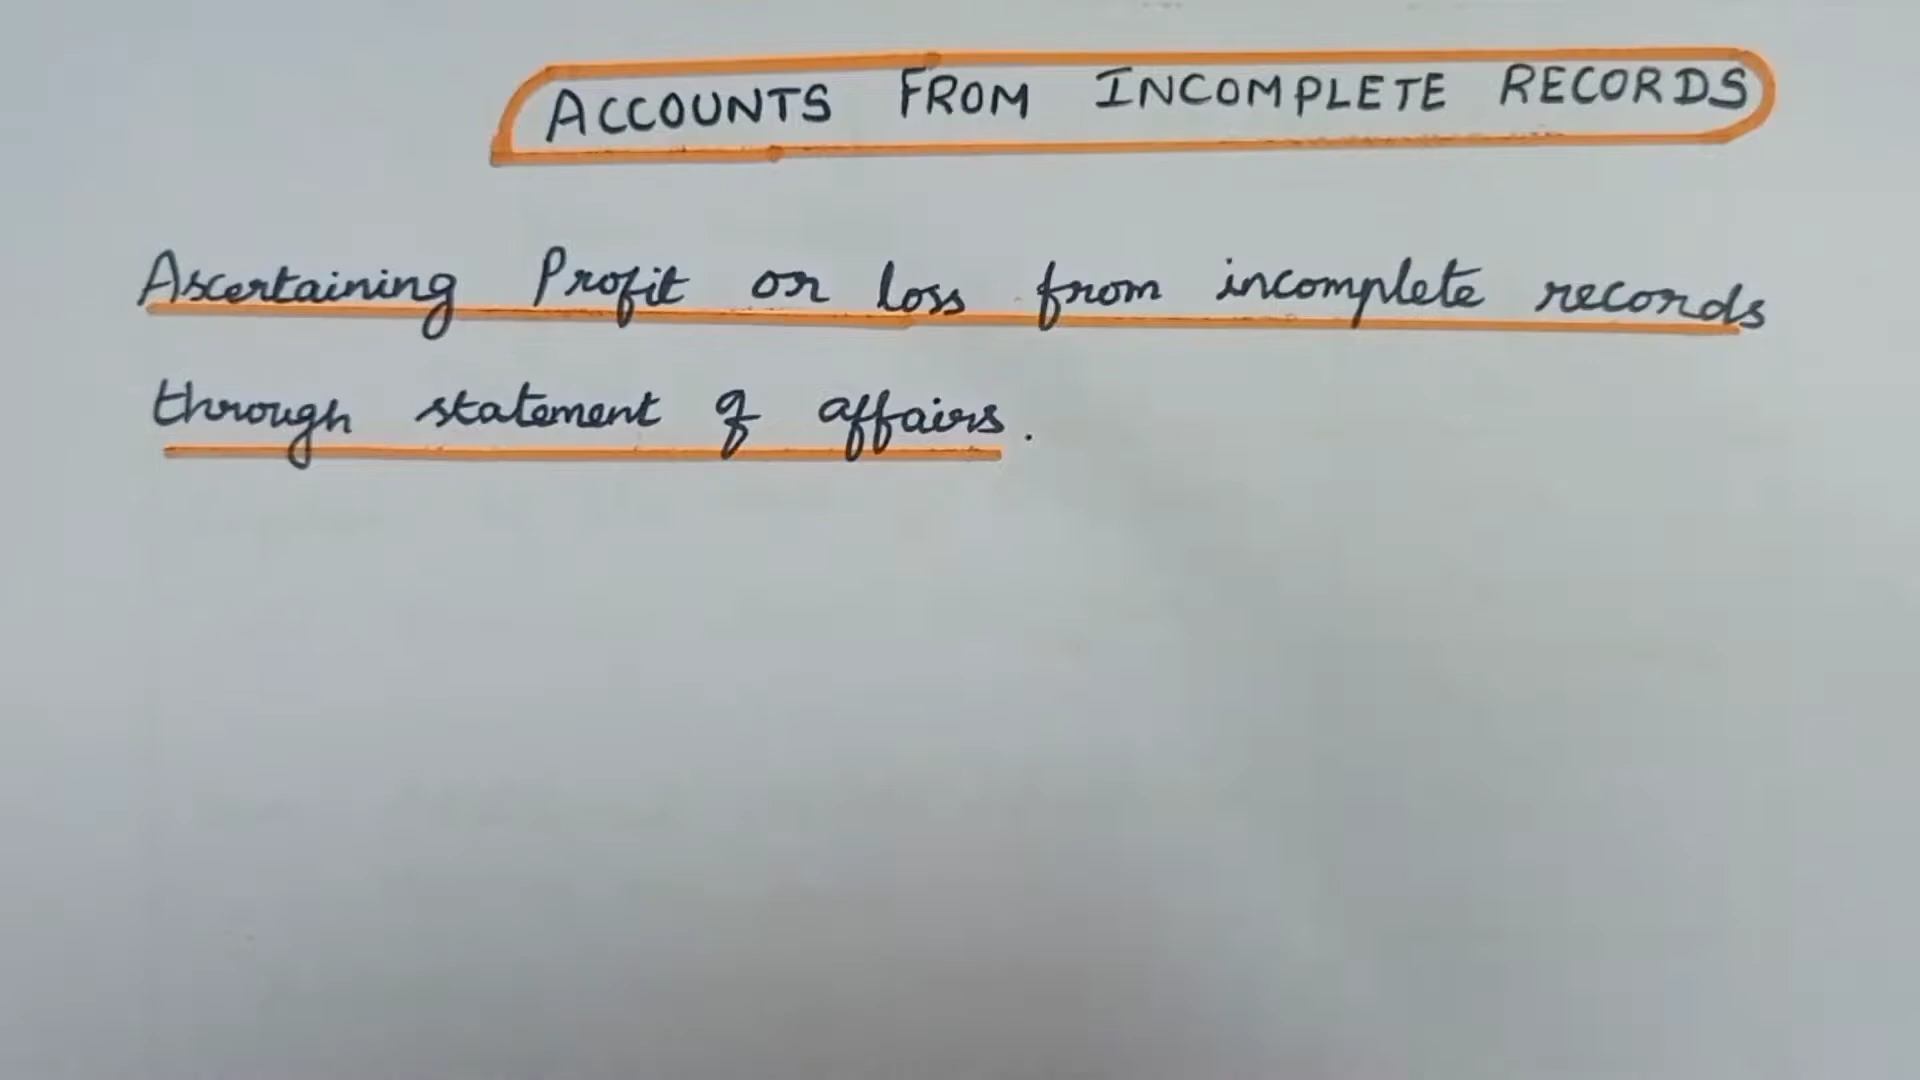 ACCOUNTS FROM INCOMPLETE RECORDS
Ascertaining Profit or loss from incomplete records
through statement of affairs.